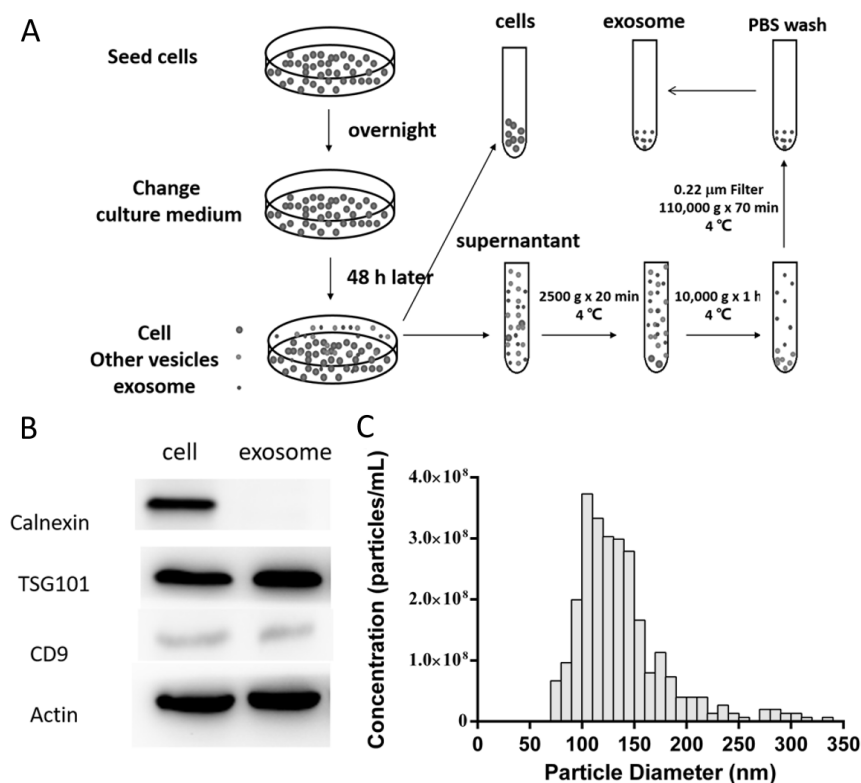 A
cells
exosome
PBS wash
Seed cells
overnight
Change
culture medium
0.22 μm Filter
110,000 g x 70 min
4 ℃
supernantant
48 h later
2500 g x 20 min
4 ℃
10,000 g x 1 h
4 ℃
Cell
Other vesicles
exosome
B
cell
exosome
Calnexin
TSG101
CD9
Actin
C
Concentration (particles/mL)
4.0×10⁸
3.0×10⁸
2.0×10⁸
1.0×10⁸
0
0 50 100 150 200 250 300 350
Particle Diameter (nm)